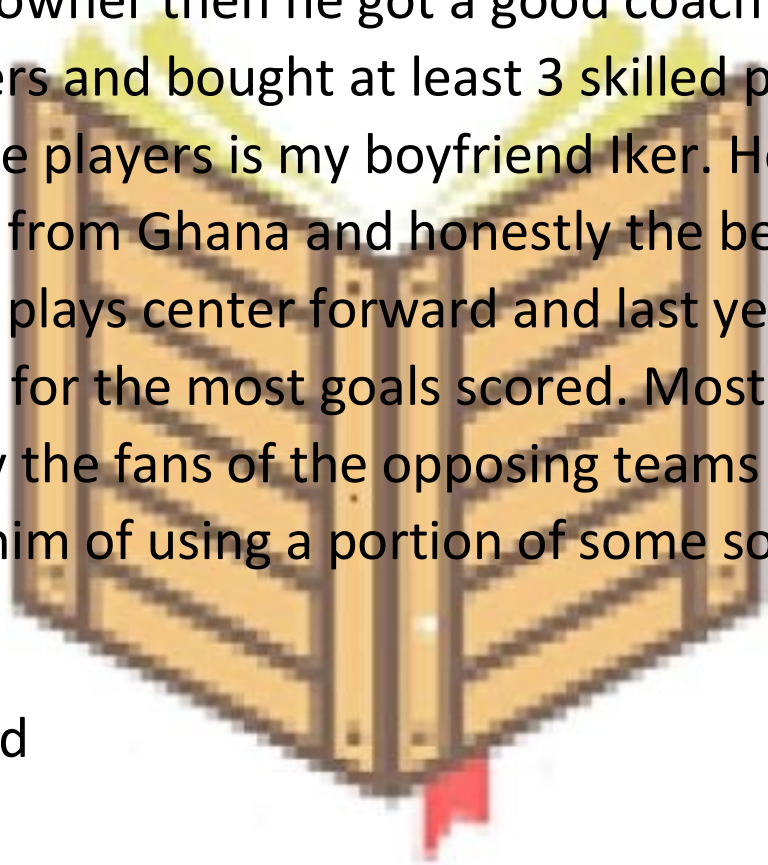 owner then he got a good coach
ers and bought at least 3 skilled p
e players is my boyfriend Iker. He
from Ghana and honestly the be
plays center forward and last ye
for the most goals scored. Most
y the fans of the opposing teams
him of using a portion of some so
d